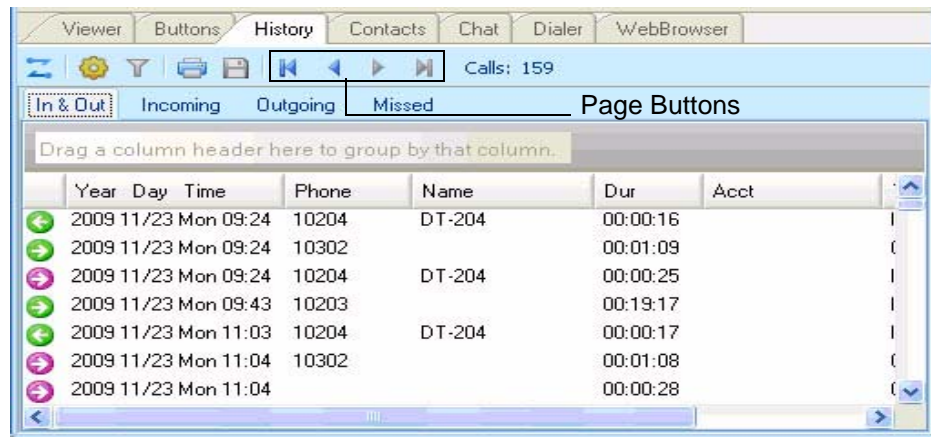 Viewer Buttons History Contacts Chat Dialer WebBrowser
Calls: 159
In & Out Incoming Outgoing Missed
Page Buttons
Drag a column header here to group by that column.
Year Day Time Phone Name Dur Acct
2009 11/23 Mon 09:24 10204 DT-204 00:00:16
2009 11/23 Mon 09:24 10302 00:01:09
2009 11/23 Mon 09:24 10204 DT-204 00:00:25
2009 11/23 Mon 09:43 10203 00:19:17
2009 11/23 Mon 11:03 10204 DT-204 00:00:17
2009 11/23 Mon 11:04 10302 00:01:08
2009 11/23 Mon 11:04 00:00:28